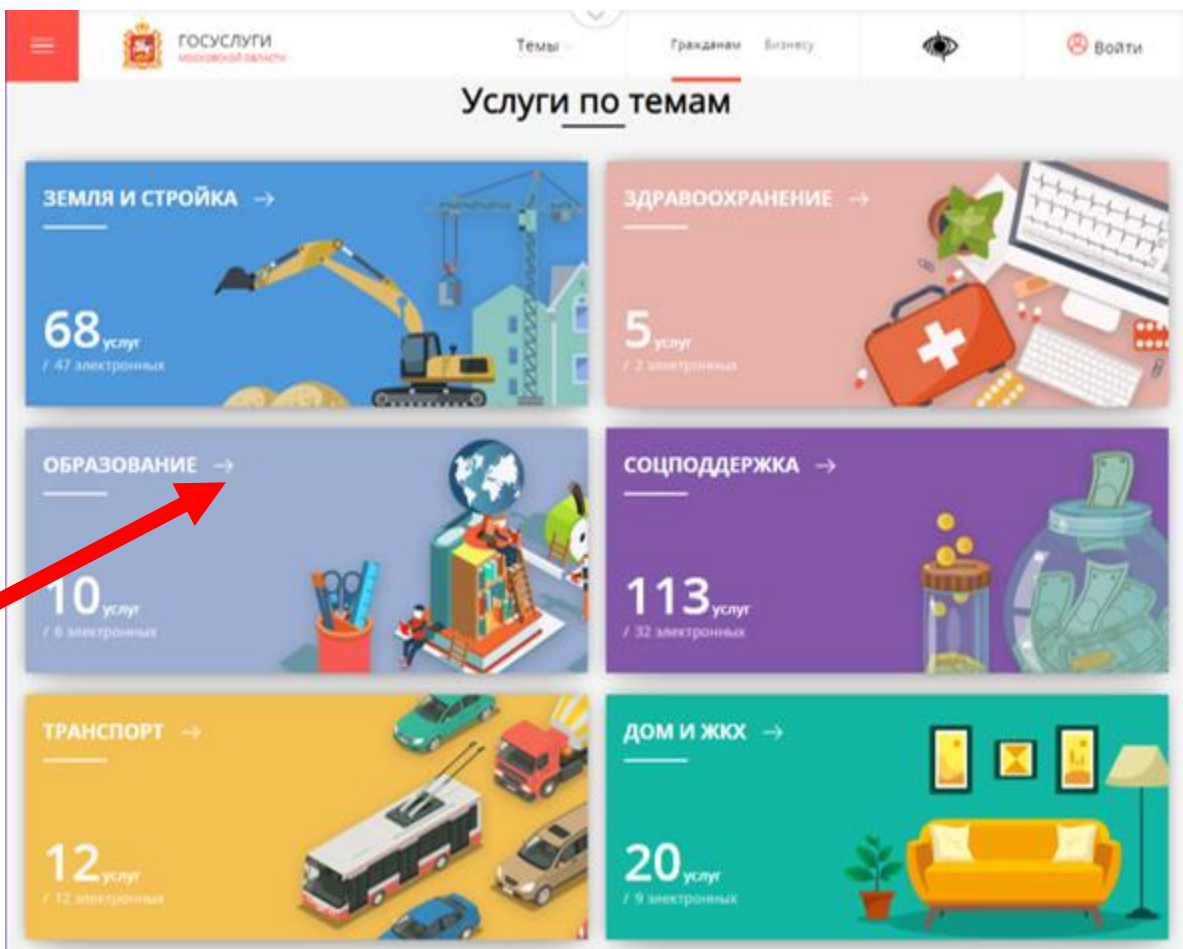 ГОСУСЛУГИ
МОСКОВСКОЙ ОБЛАСТИ
Темы
Гражданам
Бизнесу
Войти
Услуги по темам
ЗЕМЛЯ И СТРОЙКА →
68 услуг
/ 47 электронных
ЗДРАВООХРАНЕНИЕ →
5 услуг
/ 2 электронных
ОБРАЗОВАНИЕ →
10 услуг
/ 6 электронных
СОЦПОДДЕРЖКА →
113 услуг
/ 32 электронных
ТРАНСПОРТ →
12 услуг
/ 12 электронных
ДОМ И ЖКХ →
20 услуг
/ 9 электронных